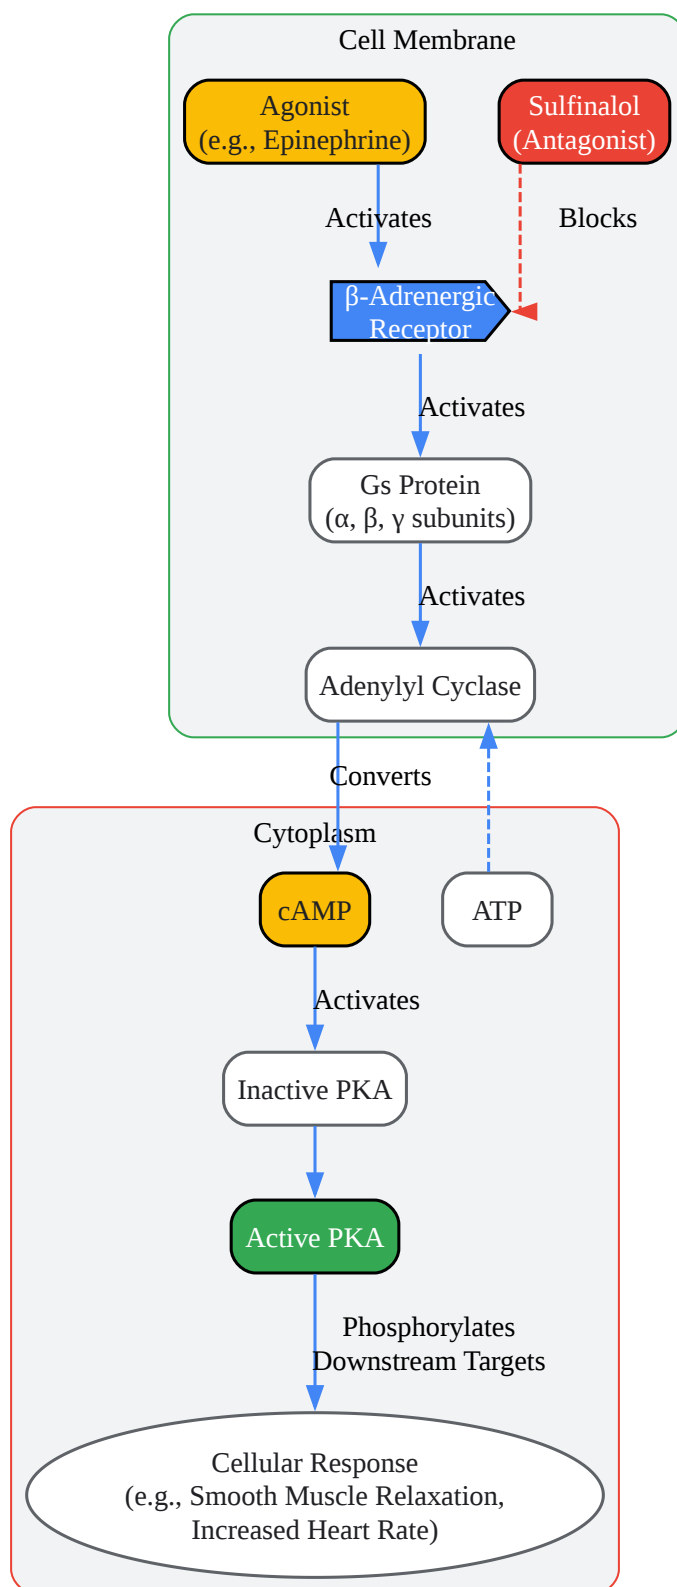 Cell Membrane
Agonist
(e.g., Epinephrine)
Sulfinalol
(Antagonist)
Activates
Blocks
β-Adrenergic
Receptor
Activates
Gs Protein
(α, β, γ subunits)
Activates
Adenylyl Cyclase
Converts
Cytoplasm
cAMP
ATP
Activates
Inactive PKA
Active PKA
Phosphorylates
Downstream Targets
Cellular Response
(e.g., Smooth Muscle Relaxation,
Increased Heart Rate)